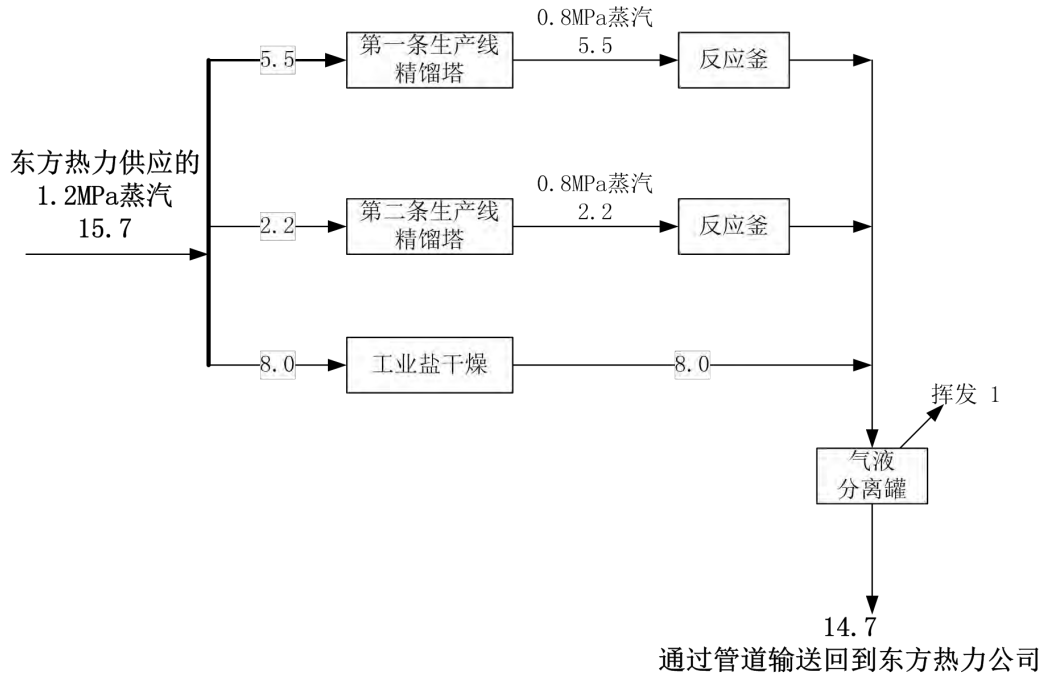 0.8MPa蒸汽
5.5
5.5
第一条生产线
精馏塔
反应釜
东方热力供应的
1.2MPa蒸汽
15.7
0.8MPa蒸汽
2.2
2.2
第二条生产线
精馏塔
反应釜
8.0
工业盐干燥
8.0
挥发 1
气液
分离罐
14.7
通过管道输送回到东方热力公司